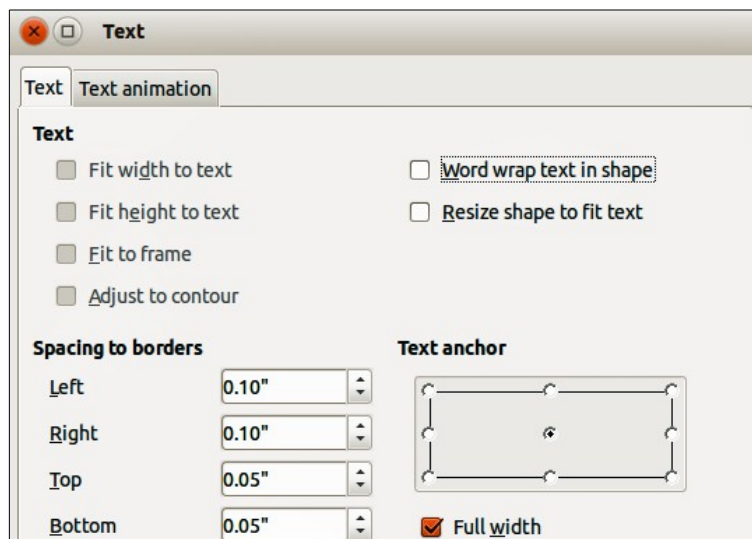 Text
Text Text animation
Text
Fit width to text
Fit height to text
Fit to frame
Adjust to contour
Word wrap text in shape
Resize shape to fit text
Spacing to borders
Left 0.10"
Right 0.10"
Top 0.05"
Bottom 0.05"
Text anchor
Full width